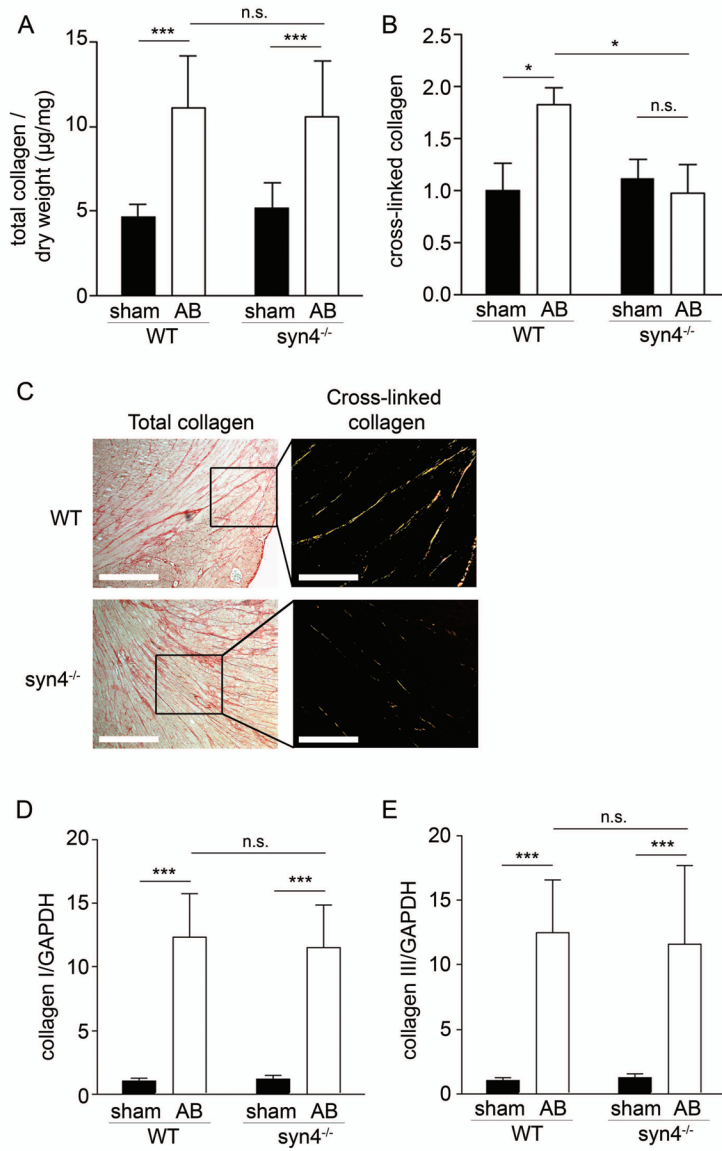 A
n.s.
***
***
total collagen /
dry weight (µg/mg)
15
10
5
0
sham AB sham AB
WT syn4-/-
B
*
*
n.s.
cross-linked collagen
2.5
2.0
1.5
1.0
0.5
0.0
sham AB sham AB
WT syn4-/-
C
Total collagen
Cross-linked
collagen
WT
syn4-/-
D
n.s.
***
***
collagen I/GAPDH
20
15
10
5
0
sham AB sham AB
WT syn4-/-
E
n.s.
***
***
collagen III/GAPDH
20
15
10
5
0
sham AB sham AB
WT syn4-/-